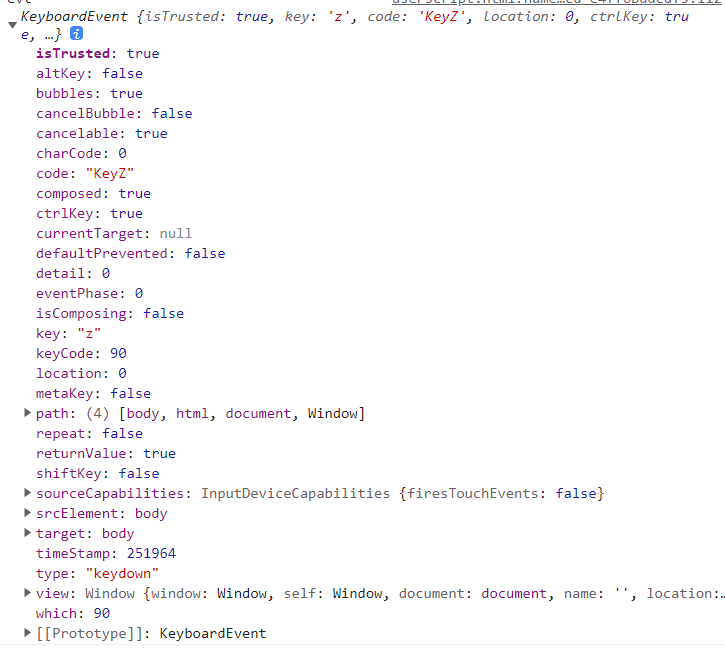 KeyboardEvent {isTrusted: true, key: 'z', code: 'KeyZ', location: 0, ctrlKey: tru
e, …} i
isTrusted: true
altKey: false
bubbles: true
cancelBubble: false
cancelable: true
charCode: 0
code: "KeyZ"
composed: true
ctrlKey: true
currentTarget: null
defaultPrevented: false
detail: 0
eventPhase: 0
isComposing: false
key: "z"
keyCode: 90
location: 0
metaKey: false
path: (4) [body, html, document, Window]
repeat: false
returnValue: true
shiftKey: false
sourceCapabilities: InputDeviceCapabilities {firesTouchEvents: false}
srcElement: body
target: body
timeStamp: 251964
type: "keydown"
view: Window {window: Window, self: Window, document: document, name: '', location:…
which: 90
[[Prototype]]: KeyboardEvent